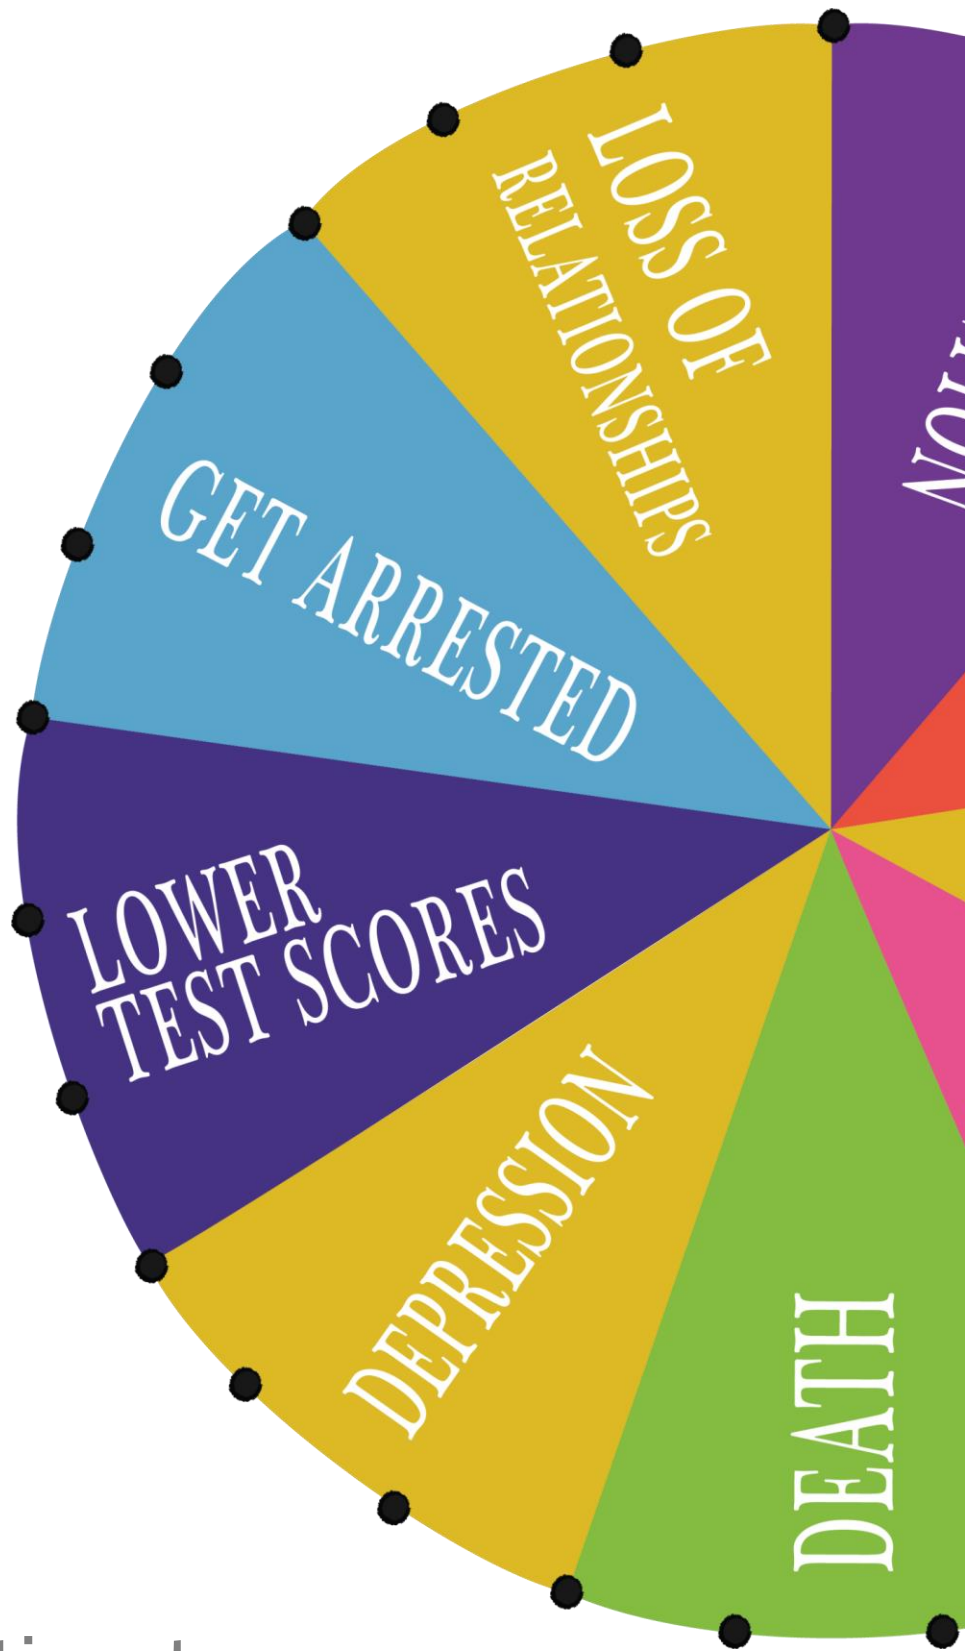 LOSS OF
RELATIONSHIPS
GET ARRESTED
LOWER
TEST SCORES
DEPRESSION
DEATH